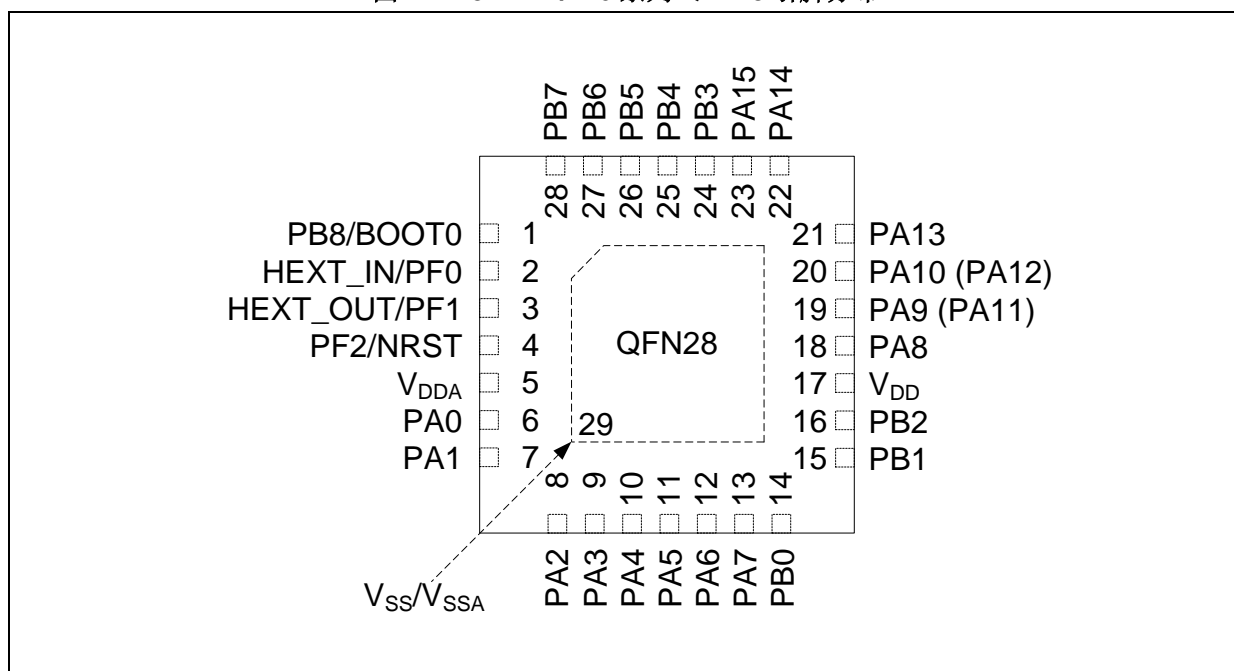 PB7 PB6 PB5 PB4 PB3 PA15 PA14
28 27 26 25 24 23 22
PB8/BOOT0 1
HEXT_IN/PF0 2
HEXT_OUT/PF1 3
PF2/NRST 4
VDDA 5
PA0 6
PA1 7
QFN28
29
21 PA13
20 PA10 (PA12)
19 PA9 (PA11)
18 PA8
17 VDD
16 PB2
15 PB1
8 9 10 11 12 13 14
PA2 PA3 PA4 PA5 PA6 PA7 PB0
VSS/VSSA